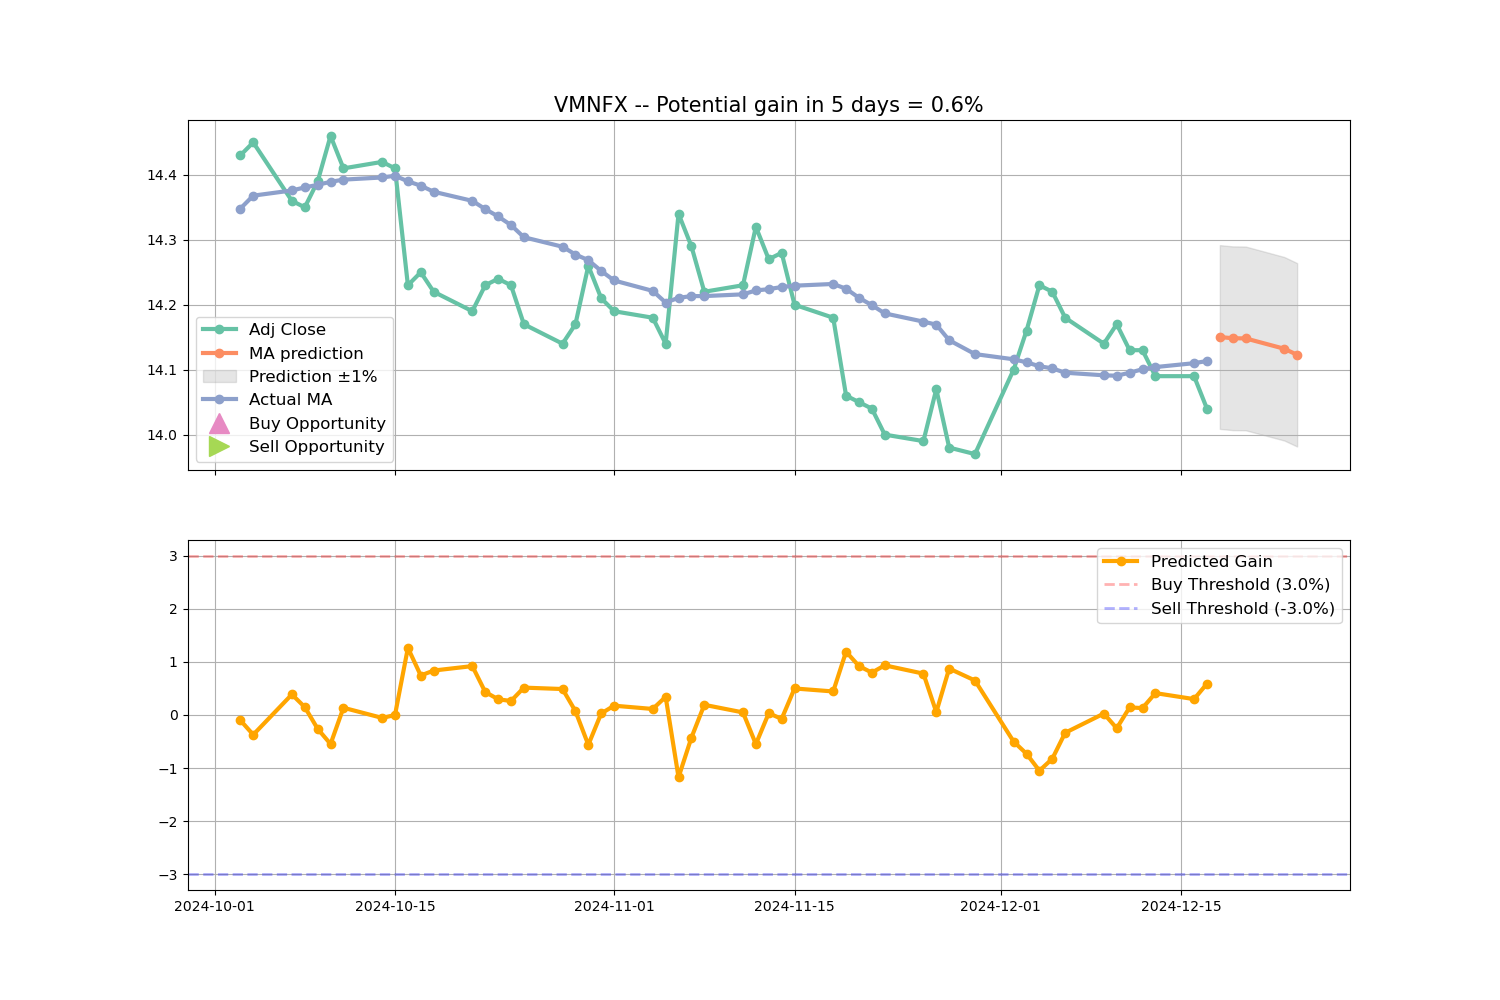 VMNFX -- Potential gain in 5 days = 0.6%
14.4
14.3
14.2
14.1
14.0
Adj Close
MA prediction
Prediction ±1%
Actual MA
Buy Opportunity
Sell Opportunity
3
2
1
0
−1
−2
−3
Predicted Gain
Buy Threshold (3.0%)
Sell Threshold (-3.0%)
2024-10-01
2024-10-15
2024-11-01
2024-11-15
2024-12-01
2024-12-15